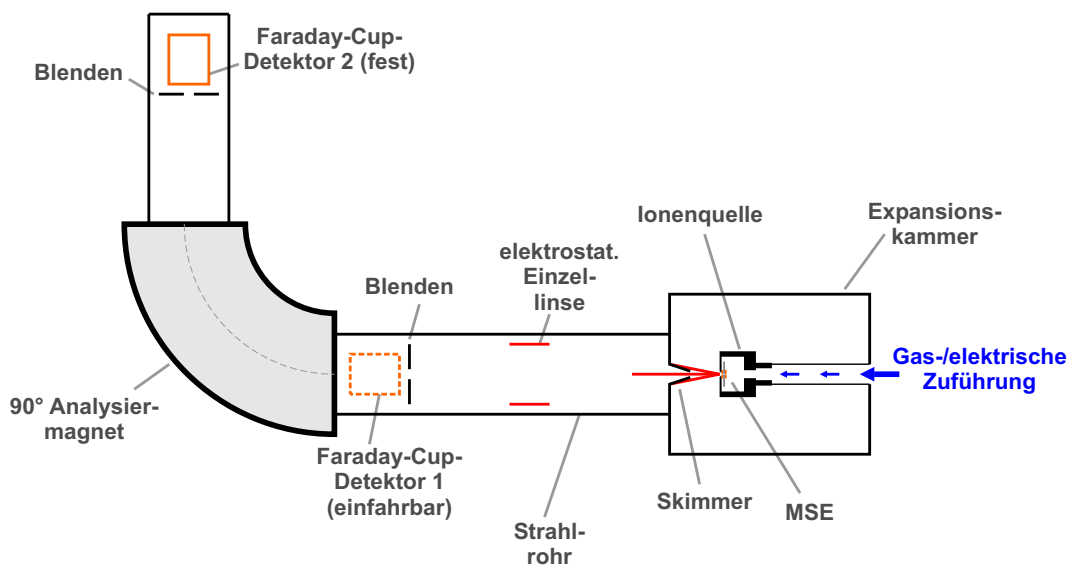 Faraday-Cup-
Detektor 2 (fest)
Blenden
Ionenquelle
Expansions-
kammer
elektrostat.
Einzel-
linse
Blenden
Gas-/elektrische
Zuführung
90° Analysier-
magnet
Faraday-Cup-
Detektor 1
(einfahrbar)
Skimmer
MSE
Strahl-
rohr